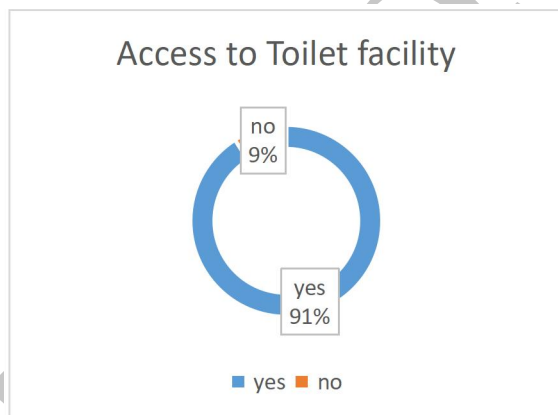 Access to Toilet facility
no
9%
yes
91%
yes no